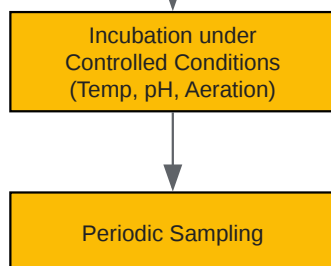 Incubation under
Controlled Conditions
(Temp, pH, Aeration)
Periodic Sampling